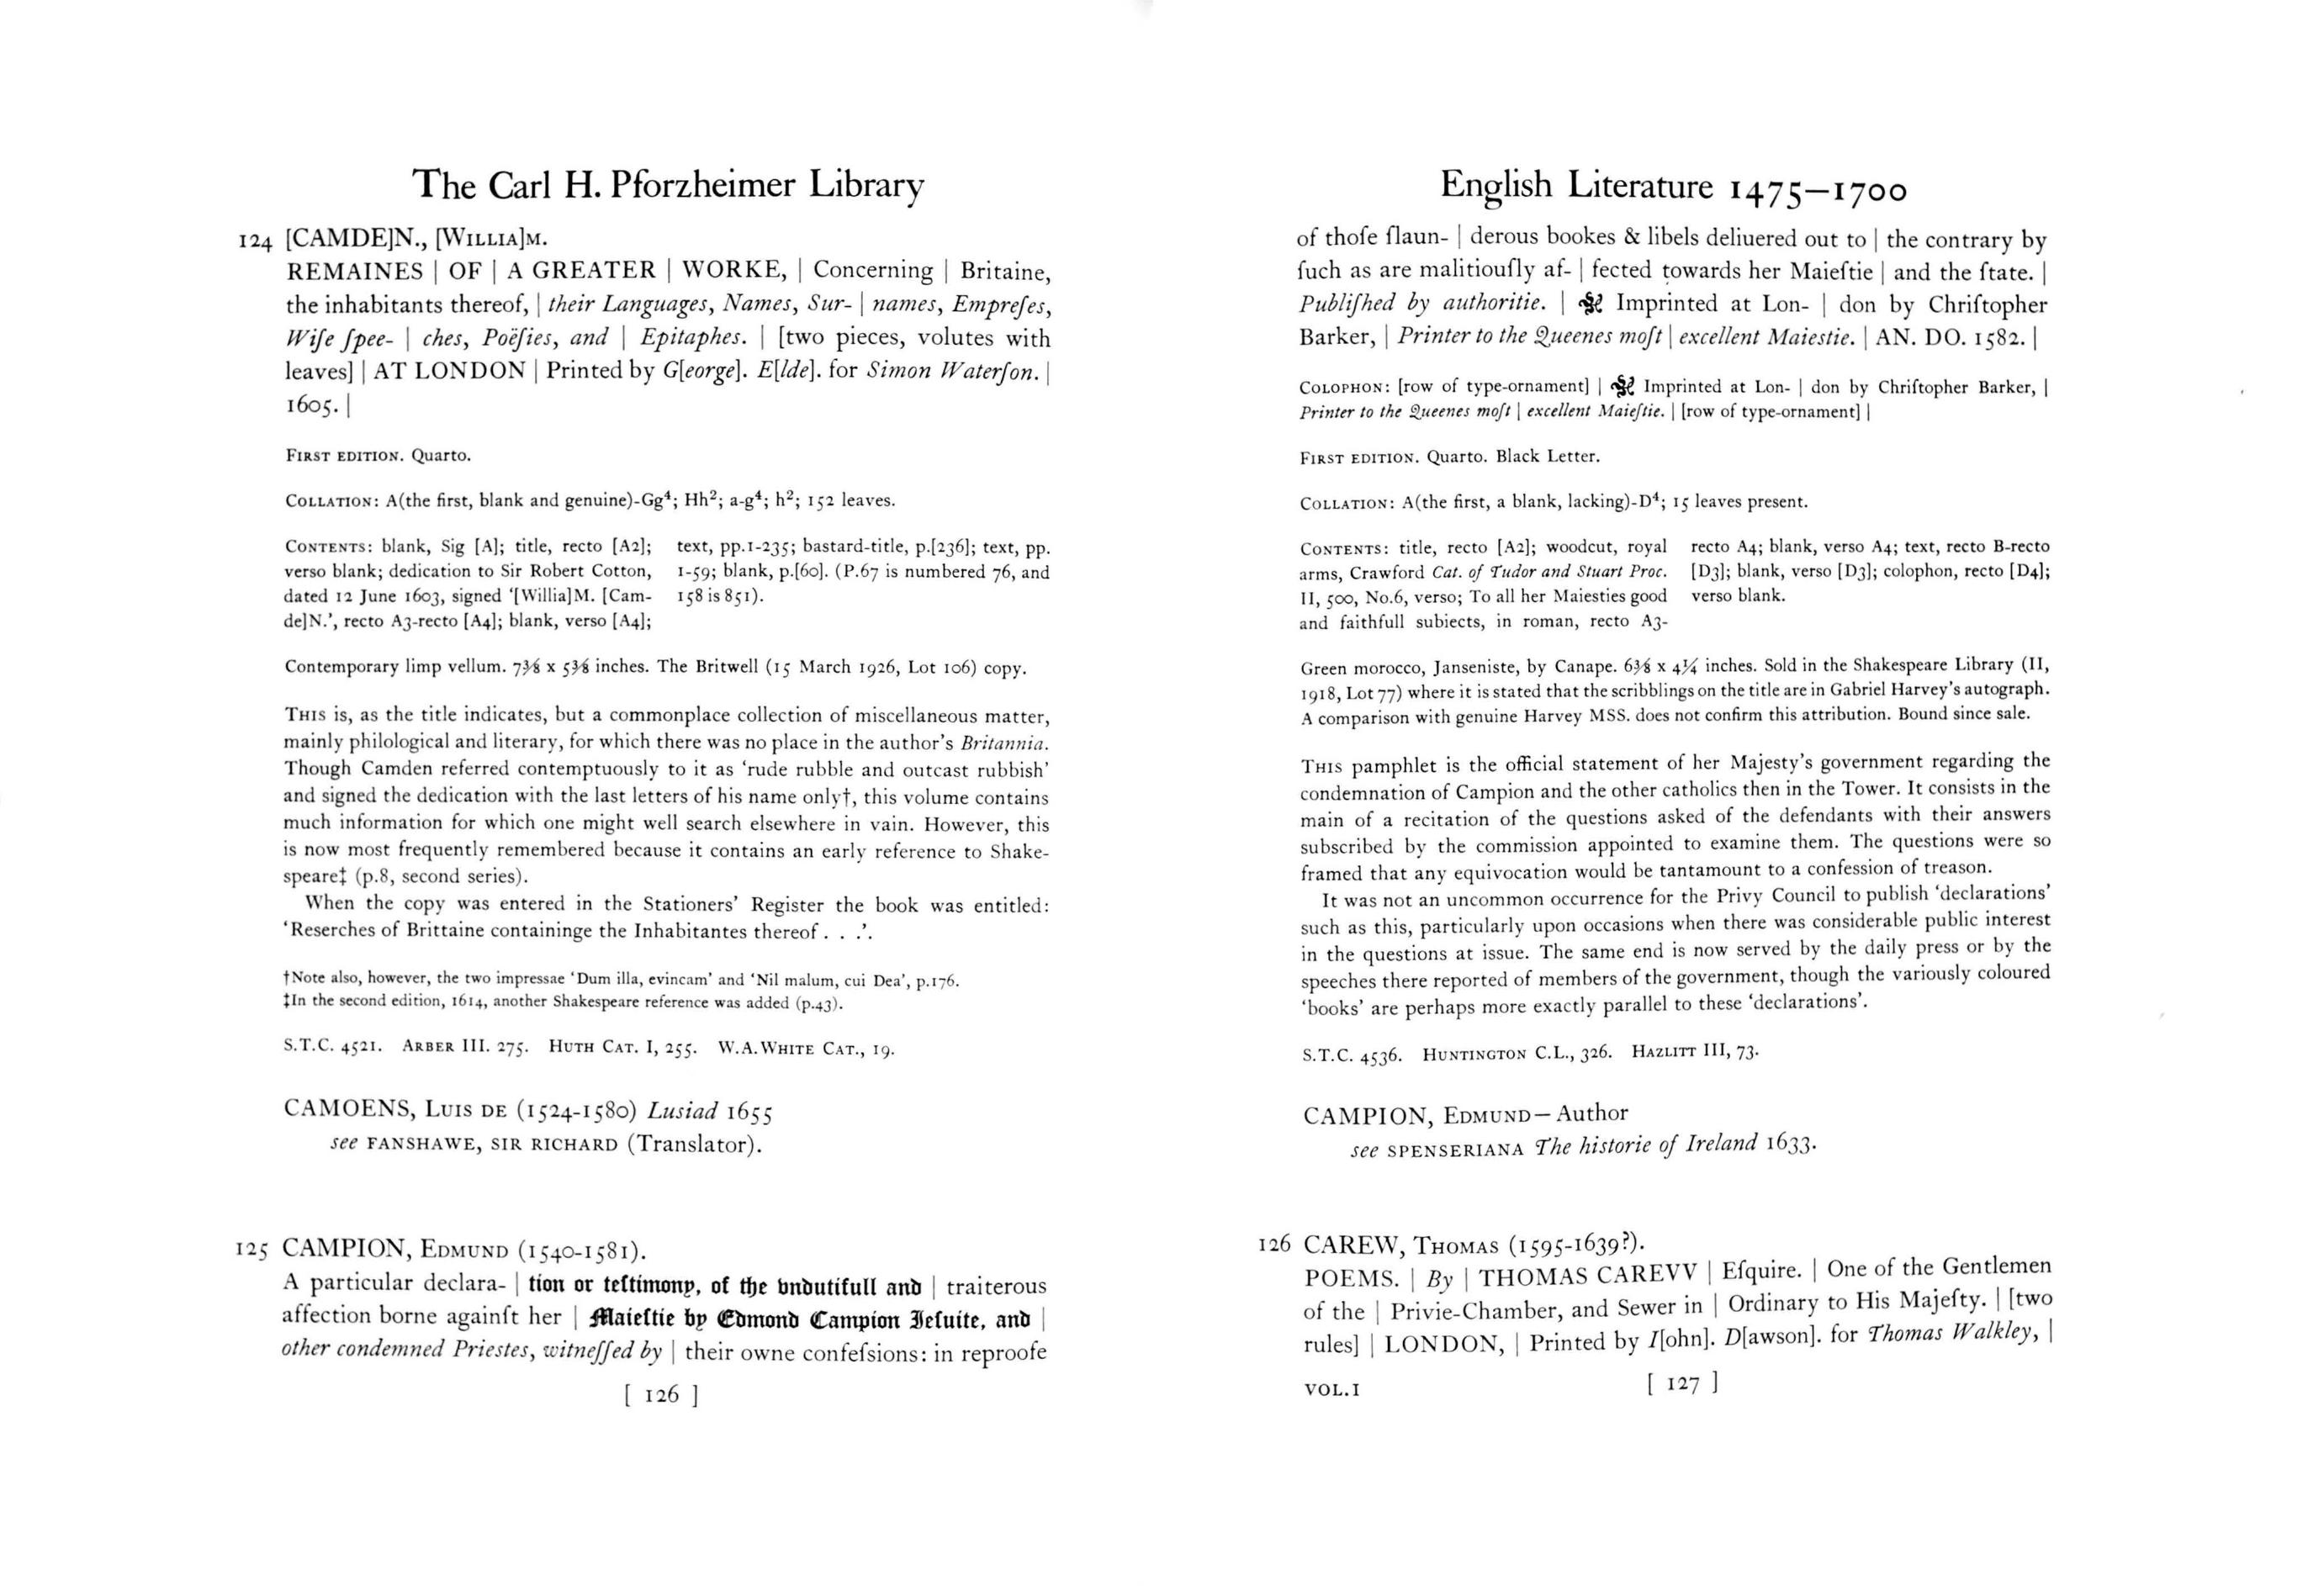 The Carl H. Pforzheimer Library
124 [CAMDE]N., [WILLIA]M.
REMAINES | OF | A GREATER | WORKE, | Concerning | Britaine,
the inhabitants thereof, | their Languages, Names, Sur- | names, Empreſes,
Wiſe ſpee- | ches, Poëſies, and | Epitaphes. | [two pieces, volutes with
leaves] | AT LONDON | Printed by G[eorge]. E[lde]. for Simon Waterſon. |
1605. |
FIRST EDITION. Quarto.
COLLATION: A(the first, blank and genuine)-Gg⁴; Hh²; a-g⁴; h²; 152 leaves.
CONTENTS: blank, Sig [A]; title, recto [A2];
verso blank; dedication to Sir Robert Cotton,
dated 12 June 1603, signed ‘[Willia]M. [Cam-
de]N.’, recto A3-recto [A4]; blank, verso [A4];
text, pp.1-235; bastard-title, p.[236]; text, pp.
1-59; blank, p.[60]. (P.67 is numbered 76, and
158 is 851).
Contemporary limp vellum. 7⅜ x 5⅜ inches. The Britwell (15 March 1926, Lot 106) copy.
THIS is, as the title indicates, but a commonplace collection of miscellaneous matter,
mainly philological and literary, for which there was no place in the author’s Britannia.
Though Camden referred contemptuously to it as ‘rude rubble and outcast rubbish’
and signed the dedication with the last letters of his name only†, this volume contains
much information for which one might well search elsewhere in vain. However, this
is now most frequently remembered because it contains an early reference to Shake-
speare‡ (p.8, second series).
When the copy was entered in the Stationers’ Register the book was entitled:
‘Reserches of Brittaine containinge the Inhabitantes thereof . . .’.
†Note also, however, the two impressae ‘Dum illa, evincam’ and ‘Nil malum, cui Dea’, p.176.
‡In the second edition, 1614, another Shakespeare reference was added (p.43).
S.T.C. 4521. ARBER III. 275. HUTH CAT. I, 255. W.A.WHITE CAT., 19.
CAMOENS, LUIS DE (1524-1580) Lusiad 1655
see FANSHAWE, SIR RICHARD (Translator).
125 CAMPION, EDMUND (1540-1581).
A particular declara- | tion or teſtimony, of the vndutifull and | traiterous
affection borne againſt her | Maieſtie by Edmond Campion Ieſuite, and |
other condemned Priestes, witneſſed by | their owne confeſsions: in reproofe
[ 126 ]
English Literature 1475–1700
of thoſe ſlaun- | derous bookes & libels deliuered out to | the contrary by
ſuch as are malitiouſly af- | fected towards her Maieſtie | and the ſtate. |
Publiſhed by authoritie. | ❧ Imprinted at Lon- | don by Chriſtopher
Barker, | Printer to the Queenes moſt | excellent Maiestie. | AN. DO. 1582. |
COLOPHON: [row of type-ornament] | ❧ Imprinted at Lon- | don by Chriſtopher Barker, |
Printer to the Queenes moſt | excellent Maieſtie. | [row of type-ornament] |
FIRST EDITION. Quarto. Black Letter.
COLLATION: A(the first, a blank, lacking)-D⁴; 15 leaves present.
CONTENTS: title, recto [A2]; woodcut, royal
arms, Crawford Cat. of Tudor and Stuart Proc.
II, 500, No.6, verso; To all her Maiesties good
and faithfull subiects, in roman, recto A3-
recto A4; blank, verso A4; text, recto B-recto
[D3]; blank, verso [D3]; colophon, recto [D4];
verso blank.
Green morocco, Janseniste, by Canape. 6⅜ x 4¼ inches. Sold in the Shakespeare Library (II,
1918, Lot 77) where it is stated that the scribblings on the title are in Gabriel Harvey’s autograph.
A comparison with genuine Harvey MSS. does not confirm this attribution. Bound since sale.
THIS pamphlet is the official statement of her Majesty’s government regarding the
condemnation of Campion and the other catholics then in the Tower. It consists in the
main of a recitation of the questions asked of the defendants with their answers
subscribed by the commission appointed to examine them. The questions were so
framed that any equivocation would be tantamount to a confession of treason.
It was not an uncommon occurrence for the Privy Council to publish ‘declarations’
such as this, particularly upon occasions when there was considerable public interest
in the questions at issue. The same end is now served by the daily press or by the
speeches there reported of members of the government, though the variously coloured
‘books’ are perhaps more exactly parallel to these ‘declarations’.
S.T.C. 4536. HUNTINGTON C.L., 326. HAZLITT III, 73.
CAMPION, EDMUND—Author
see SPENSERIANA The historie of Ireland 1633.
126 CAREW, THOMAS (1595-1639?).
POEMS. | By | THOMAS CAREVV | Eſquire. | One of the Gentlemen
of the | Privie-Chamber, and Sewer in | Ordinary to His Majeſty. | [two
rules] | LONDON, | Printed by I[ohn]. D[awson]. for Thomas Walkley, |
VOL.I [ 127 ]